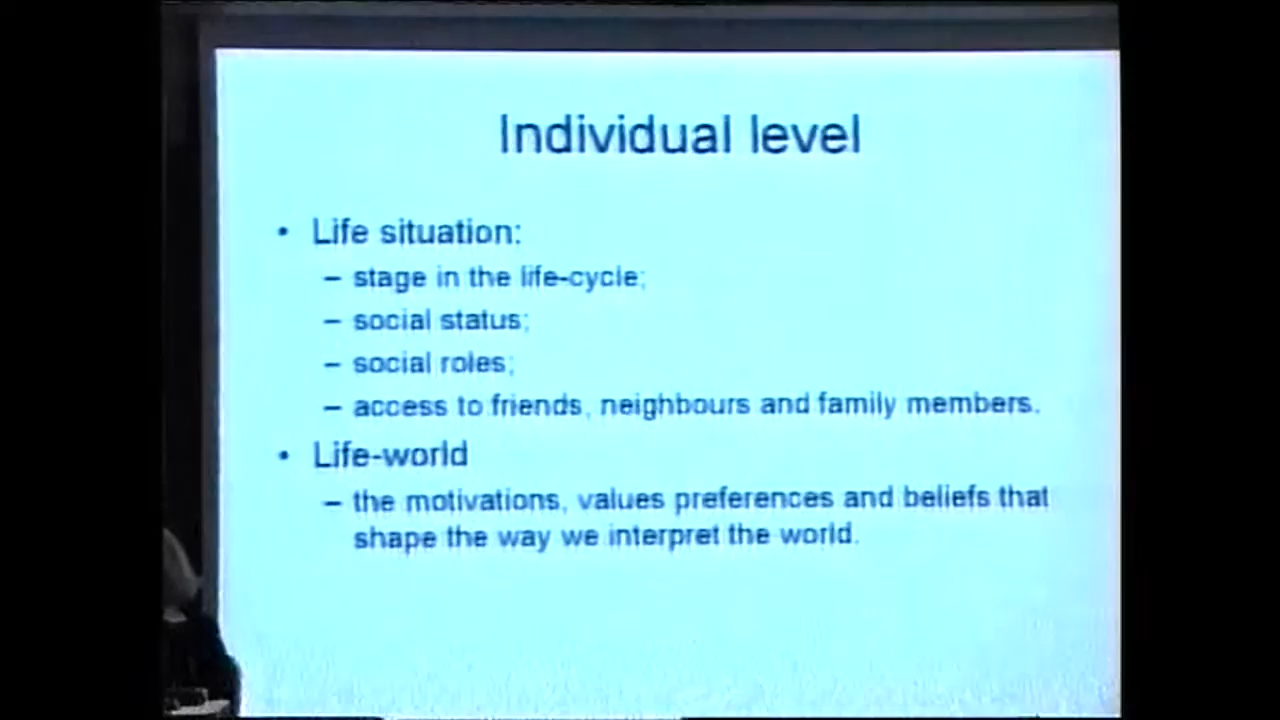 Individual level
• Life situation:
– stage in the life-cycle;
– social status;
– social roles;
– access to friends, neighbours and family members.
• Life-world
– the motivations, values preferences and beliefs that
shape the way we interpret the world.